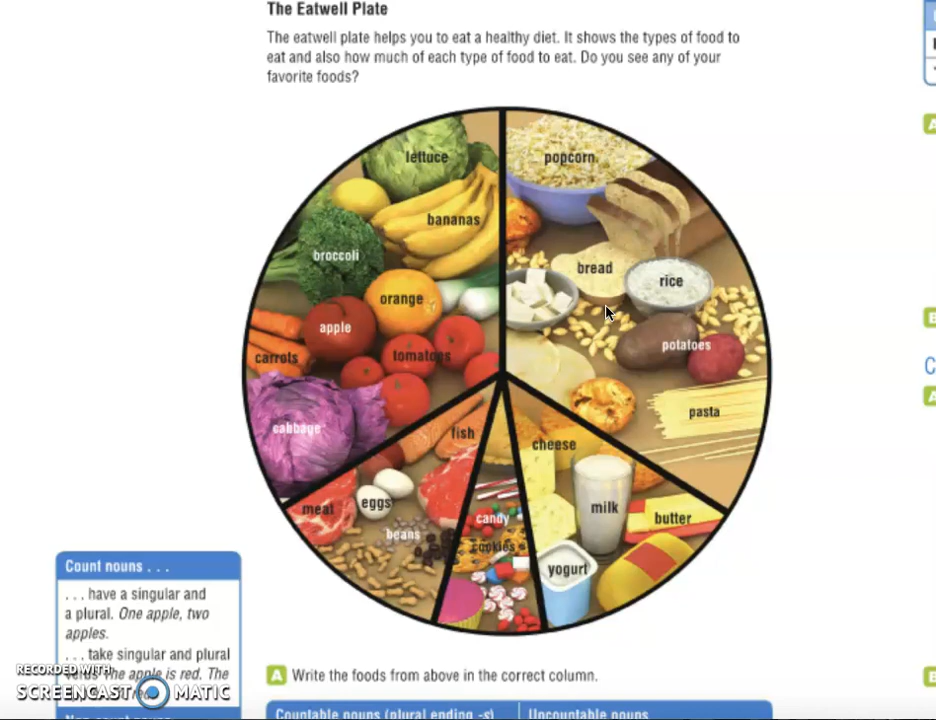 The Eatwell Plate
The eatwell plate helps you to eat a healthy diet. It shows the types of food to
eat and also how much of each type of food to eat. Do you see any of your
favorite foods?
lettuce
popcorn
bananas
broccoli
bread
rice
orange
apple
potatoes
carrots
tomatoes
pasta
cabbage
fish
cheese
meat
eggs
milk
candy
butter
beans
cookies
yogurt
Count nouns . . .
. . . have a singular and
a plural. One apple, two
apples.
. . . take singular and plural
The apple is red. The
RECORDED WITH
SCREENCAST MATIC
A Write the foods from above in the correct column.
Countable nouns (plural ending -s) Uncountable nouns